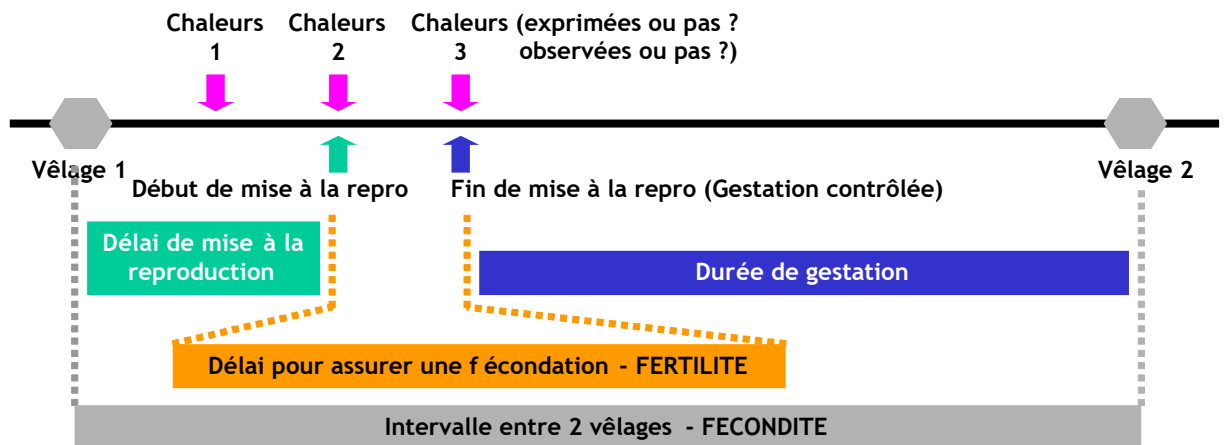 Chaleurs
1
Chaleurs
2
Chaleurs (exprimées ou pas ?
3 observées ou pas ?)
Vêlage 1
Vêlage 2
Début de mise à la repro
Fin de mise à la repro (Gestation contrôlée)
Délai de mise à la
reproduction
Durée de gestation
Délai pour assurer une f écondation - FERTILITE
Intervalle entre 2 vêlages - FECONDITE